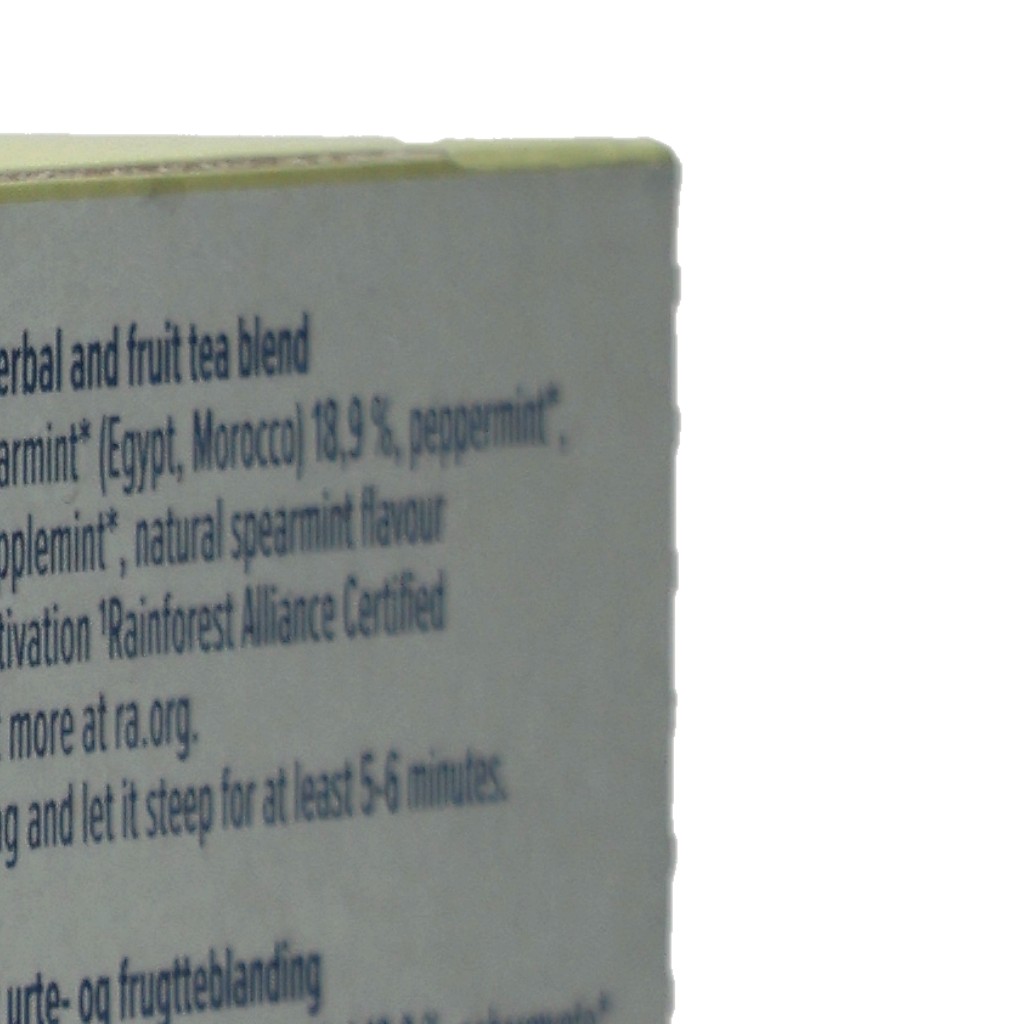 erbal and fruit tea blend
armint* (Egypt, Morocco) 18,9 %, peppermint*,
pplemint*, natural spearmint flavour
tivation ¹Rainforest Alliance Certified
more at ra.org.
and let it steep for at least 5-6 minutes.
urte- og frugtteblanding